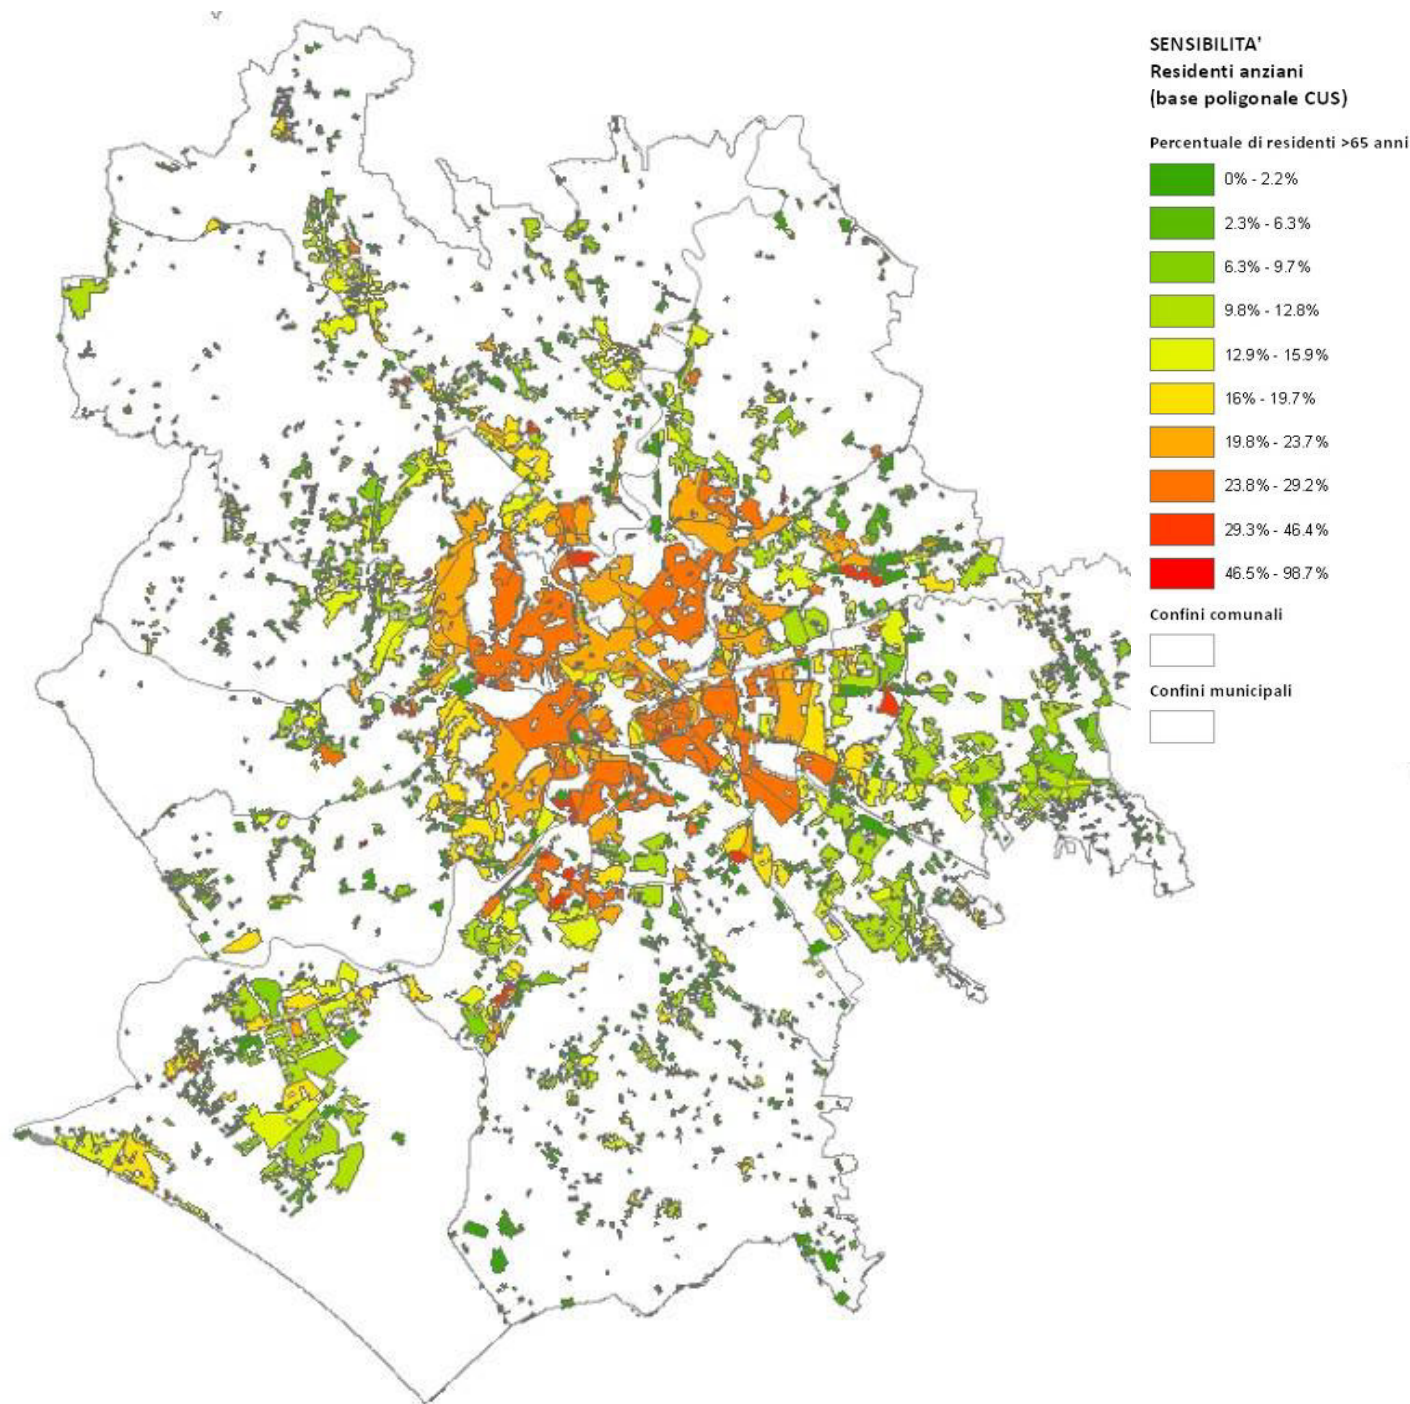 SENSIBILITA'
Residenti anziani
(base poligonale CUS)
Percentuale di residenti >65 anni
0% - 2.2%
2.3% - 6.3%
6.3% - 9.7%
9.8% - 12.8%
12.9% - 15.9%
16% - 19.7%
19.8% - 23.7%
23.8% - 29.2%
29.3% - 46.4%
46.5% - 98.7%
Confini comunali
Confini municipali